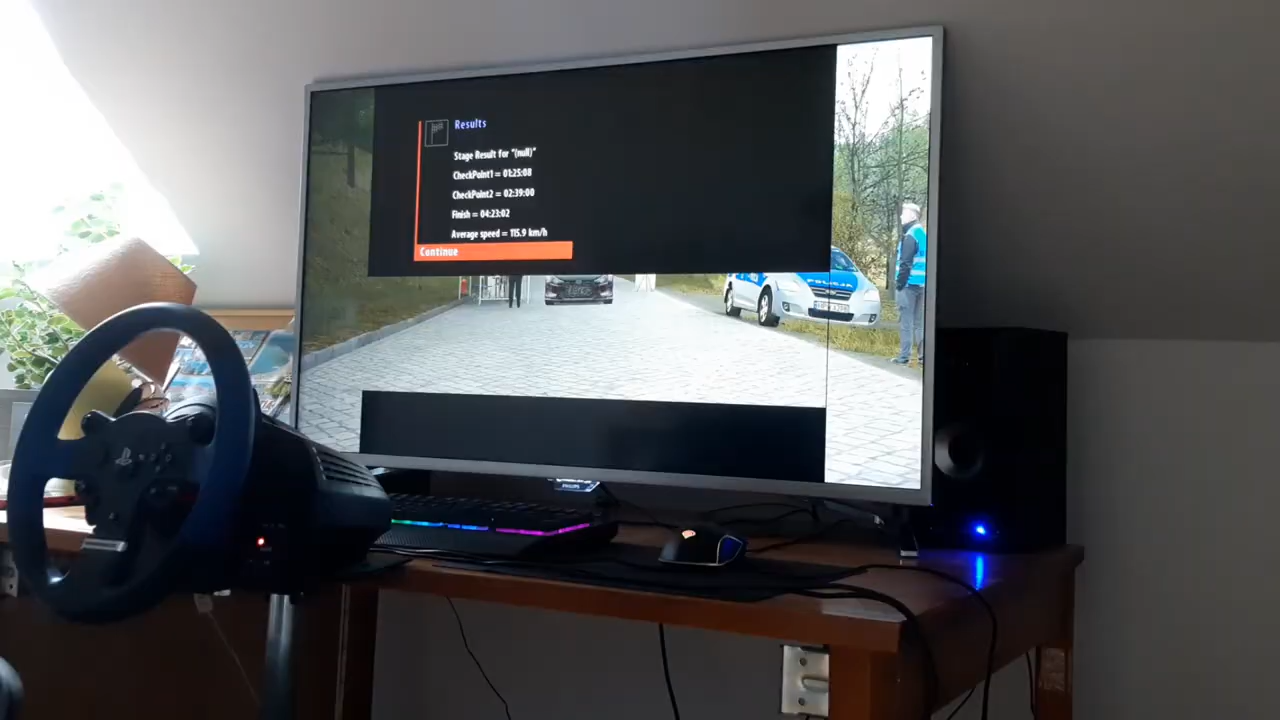 Results
Stage Result for "(null)"
CheckPoint1 = 01:25:08
CheckPoint2 = 02:39:00
Finish = 04:23:02
Average speed = 115.9 km/h
Continue
POLICJA
PHILIPS